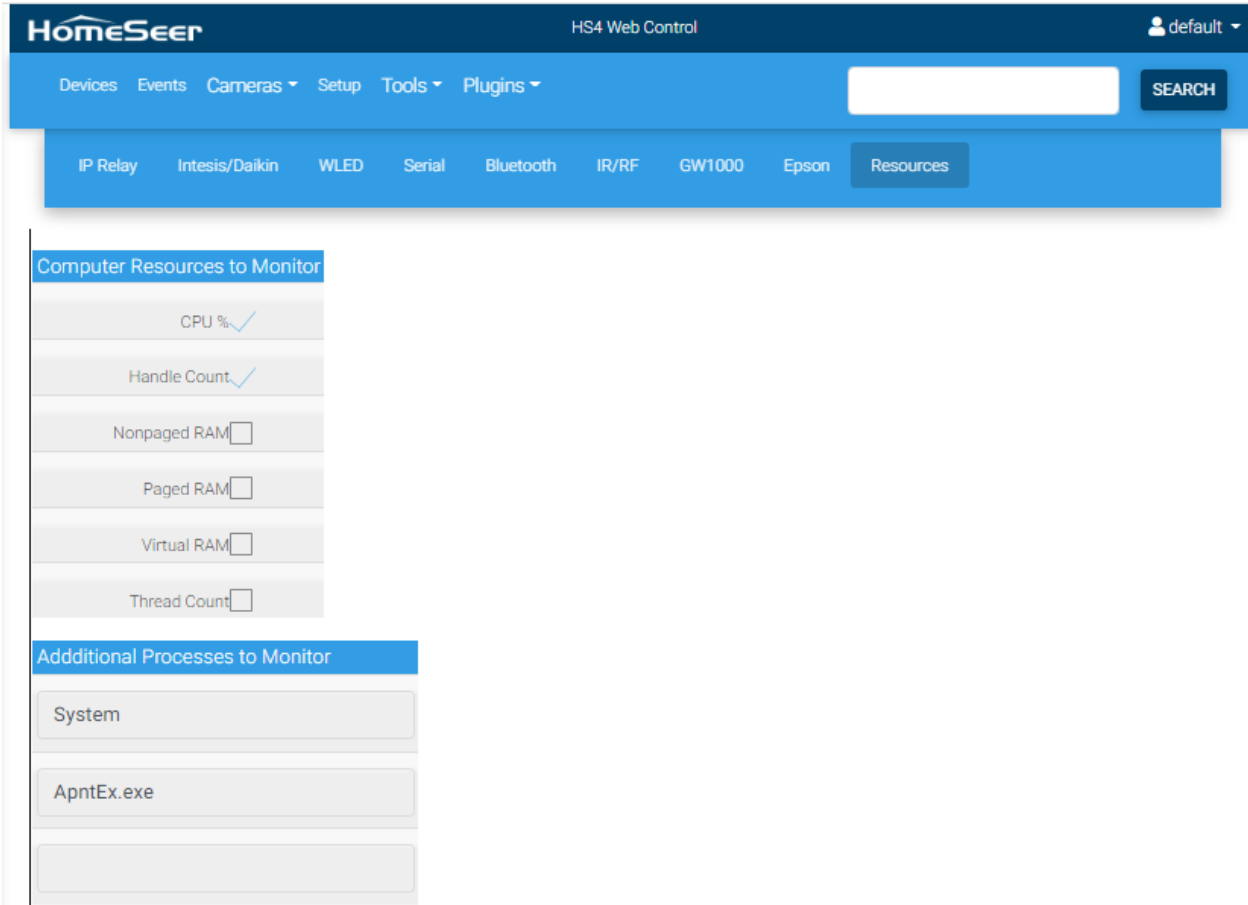 HomeSeer HS4 Web Control default
Devices Events Cameras Setup Tools Plugins SEARCH
IP Relay Intesis/Daikin WLED Serial Bluetooth IR/RF GW1000 Epson Resources
Computer Resources to Monitor
CPU %
Handle Count
Nonpaged RAM
Paged RAM
Virtual RAM
Thread Count
Addditional Processes to Monitor
System
ApntEx.exe